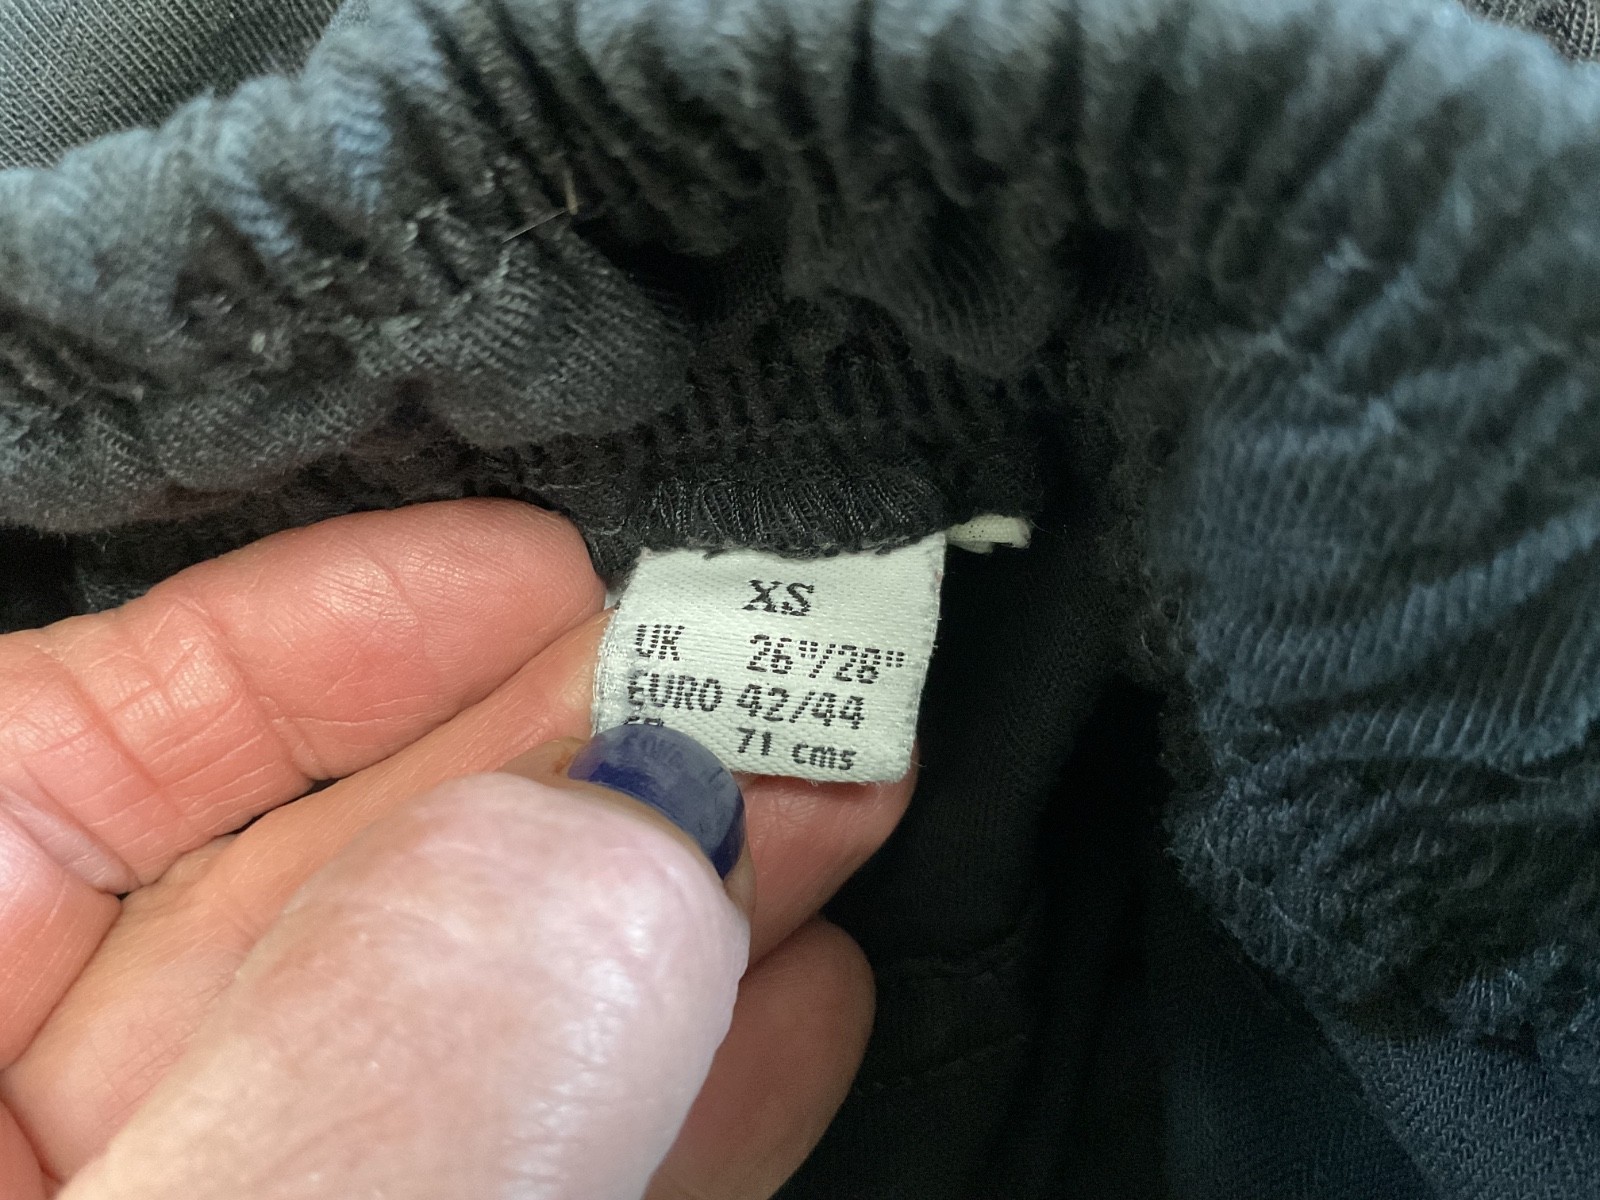 XS
UK 26"/28"
EURO 42/44
71 cms